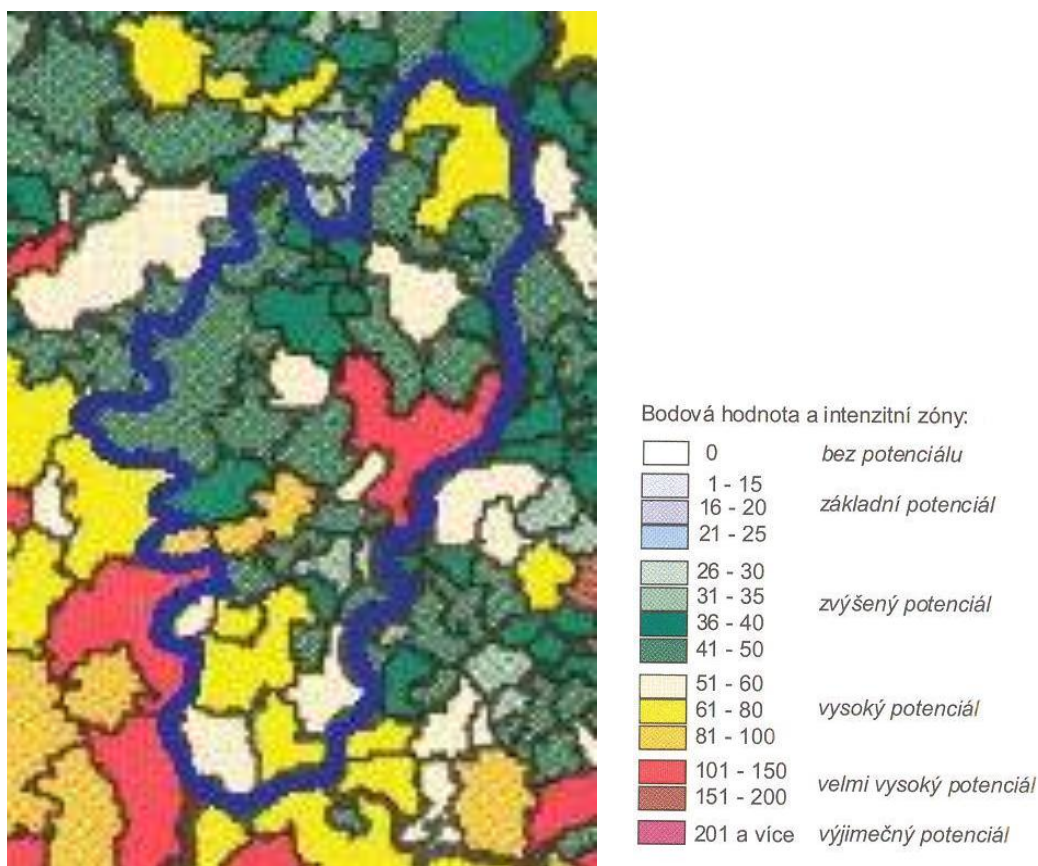 Bodová hodnota a intenzitní zóny:
0 bez potenciálu
1 - 15
16 - 20 základní potenciál
21 - 25
26 - 30
31 - 35 zvýšený potenciál
36 - 40
41 - 50
51 - 60
61 - 80 vysoký potenciál
81 - 100
101 - 150 velmi vysoký potenciál
151 - 200
201 a více výjimečný potenciál